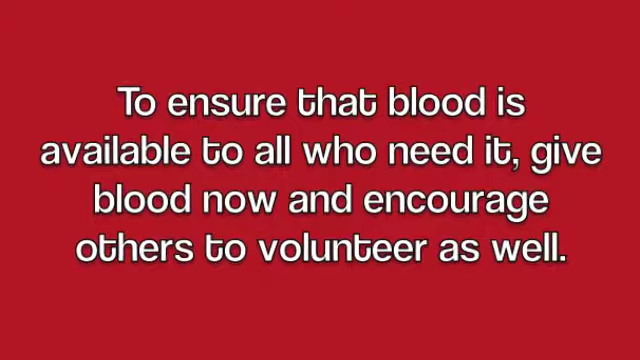 To ensure that blood is
available to all who need it, give
blood now and encourage
others to volunteer as well.